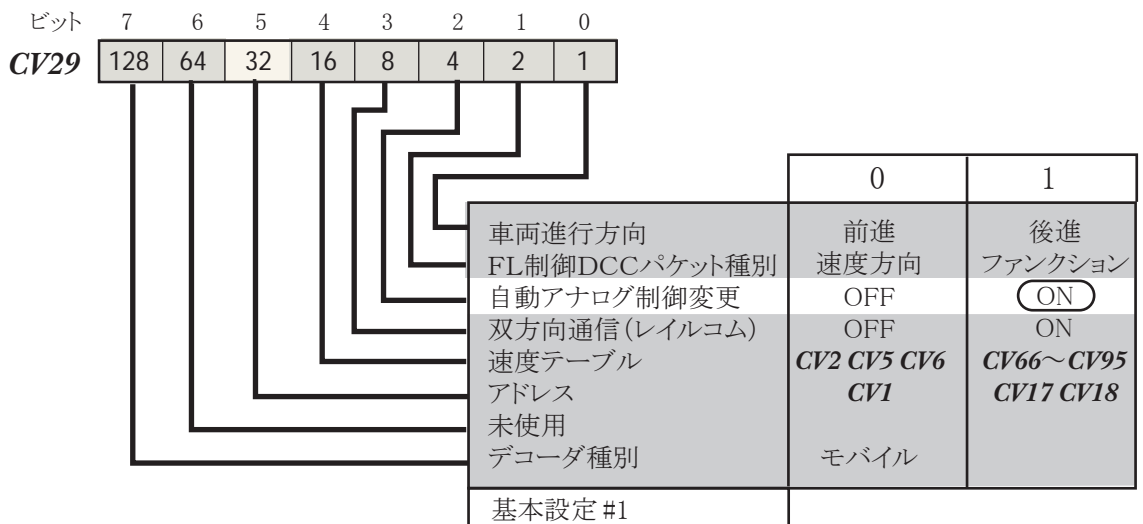 ビット 7 6 5 4 3 2 1 0
CV29 128 64 32 16 8 4 2 1
0 1
車両進行方向 前進 後進
FL制御DCCパケット種別 速度方向 ファンクション
自動アナログ制御変更 OFF ON
双方向通信(レイルコム) OFF ON
速度テーブル CV2 CV5 CV6 CV66～CV95
アドレス CV1 CV17 CV18
未使用
デコーダ種別 モバイル
基本設定 #1